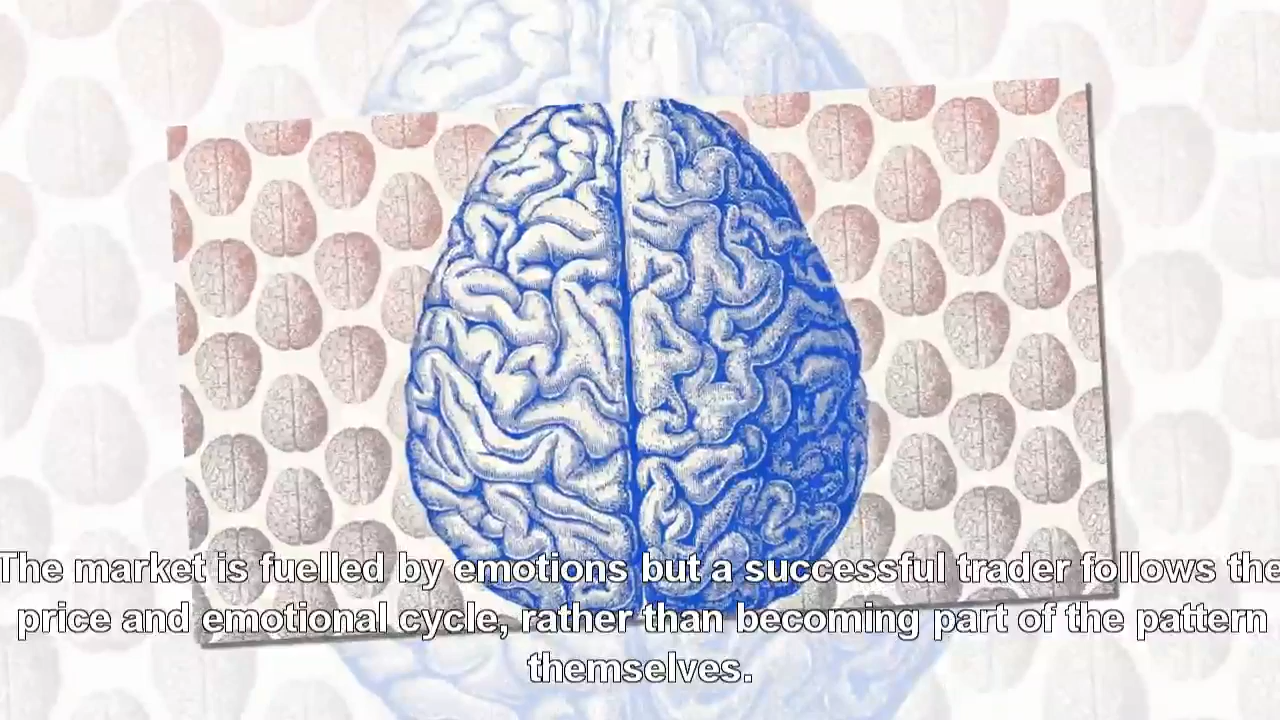 The market is fuelled by emotions but a successful trader follows the
price and emotional cycle, rather than becoming part of the pattern
themselves.